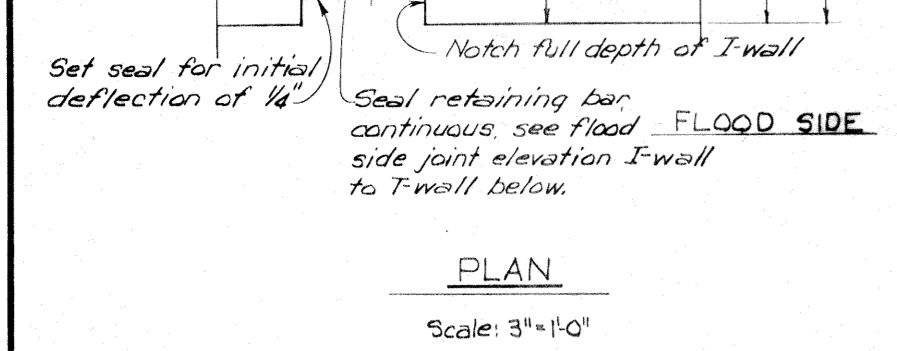 Notch full depth of I-wall
Set seal for initial
deflection of 1/4"
Seal retaining bar,
continuous, see flood
side joint elevation I-wall
to T-wall below.
FLOOD SIDE
PLAN
Scale: 3"=1'-0"